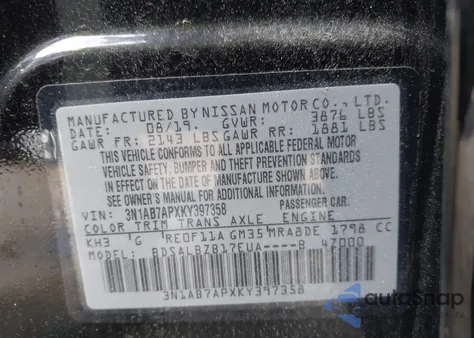 MANUFACTURED BY NISSAN MOTOR CO., LTD.
DATE: 08/19. GVWR: 3876 LBS
GAWR FR: 2143 LBS GAWR RR: 1881 LBS
THIS VEHICLE CONFORMS TO ALL APPLICABLE FEDERAL MOTOR
VEHICLE SAFETY, BUMPER AND THEFT PREVENTION STANDARDS
IN EFFECT ON THE DATE OF MANUFACTURE SHOWN ABOVE.
SEE OWNER'S MANUAL FOR ADDITIONAL INFORMATION.
VIN: 3N1AB7APXKY397358 PASSENGER CAR.
COLOR TRIM TRANS AXLE ENGINE
KH3 G RE0F11A GM35 MRA8DE 1798 CC
MODEL: BDSALBZB17EUA----B 4Z000
3N1AB7APXKY397358
autoSnap